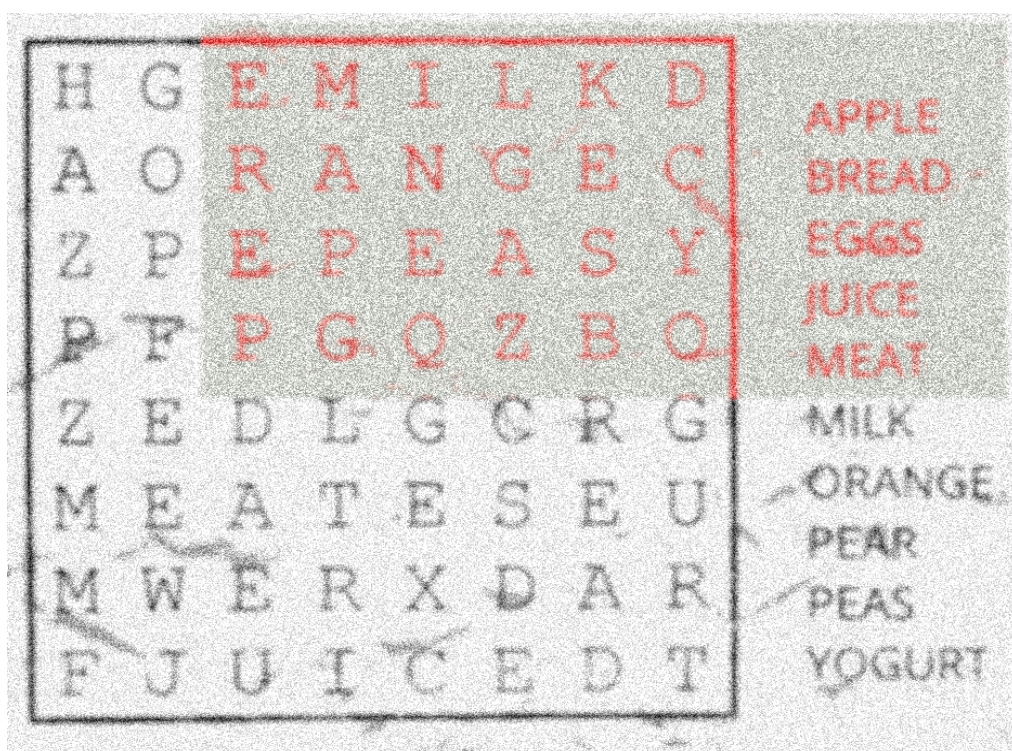 H G E M I L K D
A O R A N G E C
Z P E P E A S Y
P F P G Q Z B O
Z E D L G C R G
M E A T E S E U
M W E R X D A R
F J U I C E D T
APPLE
BREAD
EGGS
JUICE
MEAT
MILK
ORANGE
PEAR
PEAS
YOGURT